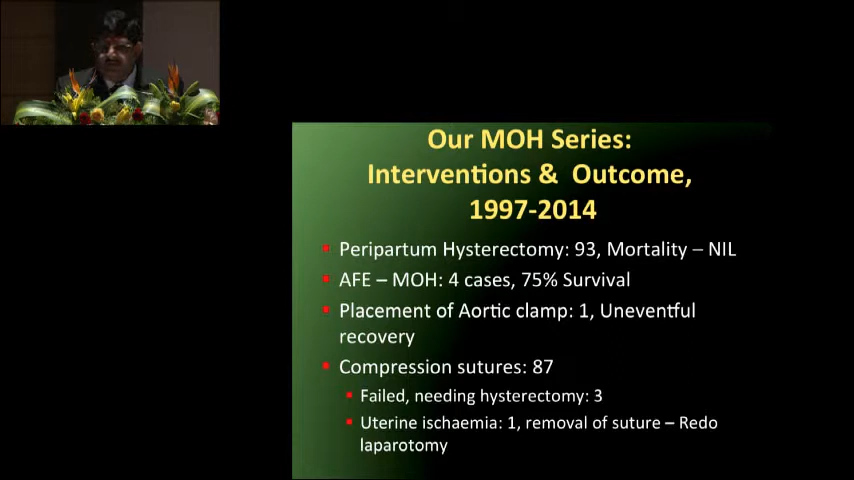 Our MOH Series:
Interventions & Outcome,
1997-2014
Peripartum Hysterectomy: 93, Mortality – NIL
AFE – MOH: 4 cases, 75% Survival
Placement of Aortic clamp: 1, Uneventful
recovery
Compression sutures: 87
Failed, needing hysterectomy: 3
Uterine ischaemia: 1, removal of suture – Redo
laparotomy